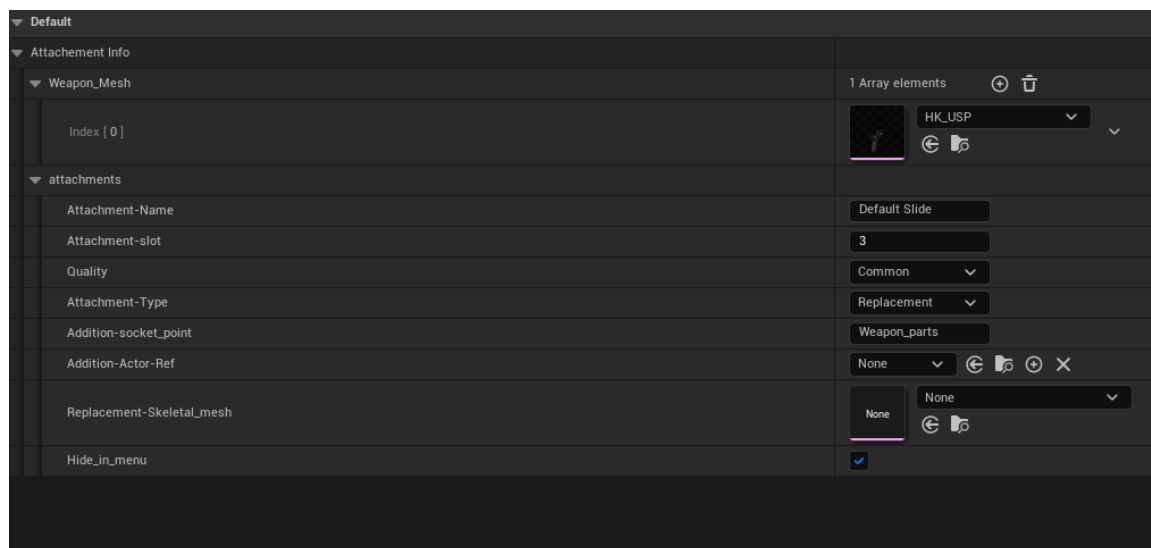 Default
Attachement Info
Weapon_Mesh 1 Array elements
Index [ 0 ] HK_USP
attachments
Attachment-Name Default Slide
Attachment-slot 3
Quality Common
Attachment-Type Replacement
Addition-socket_point Weapon_parts
Addition-Actor-Ref None
Replacement-Skeletal_mesh None None
Hide_in_menu